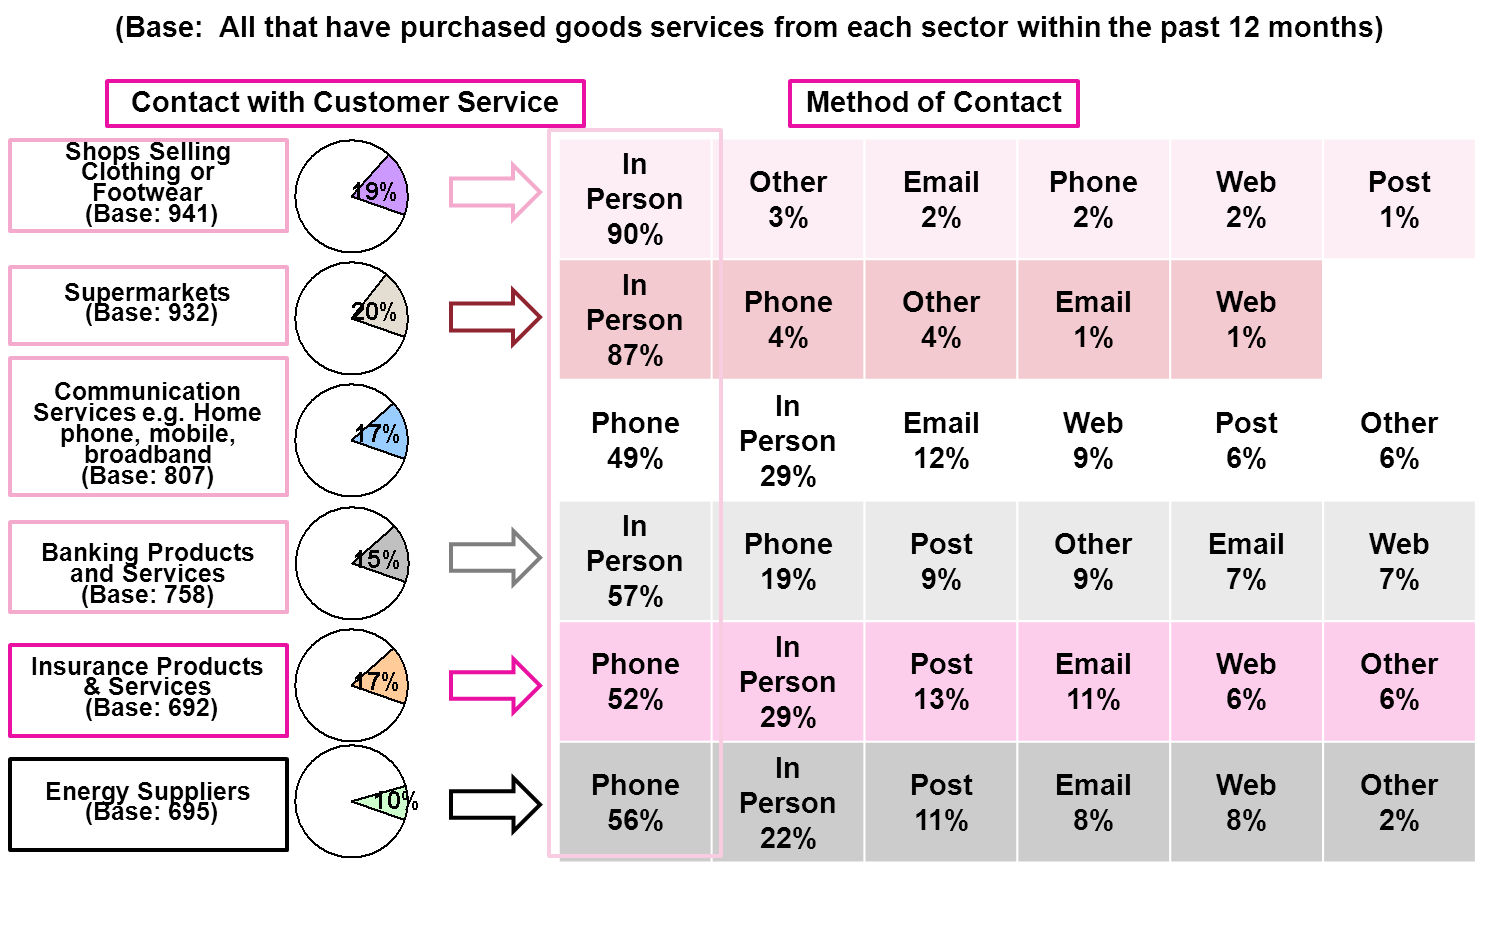 (Base:  All that have purchased goods services from each sector within the past 12 months)
Contact with Customer Service
Method of Contact
Shops Selling
Clothing or
Footwear
(Base: 941)
19%
In
Person
90%
Other
3%
Email
2%
Phone
2%
Web
2%
Post
1%
Supermarkets
(Base: 932)
20%
In
Person
87%
Phone
4%
Other
4%
Email
1%
Web
1%
Communication
Services e.g. Home
phone, mobile,
broadband
(Base: 807)
17%
Phone
49%
In
Person
29%
Email
12%
Web
9%
Post
6%
Other
6%
Banking Products
and Services
(Base: 758)
15%
In
Person
57%
Phone
19%
Post
9%
Other
9%
Email
7%
Web
7%
Insurance Products
& Services
(Base: 692)
17%
Phone
52%
In
Person
29%
Post
13%
Email
11%
Web
6%
Other
6%
Energy Suppliers
(Base: 695)
10%
Phone
56%
In
Person
22%
Post
11%
Email
8%
Web
8%
Other
2%